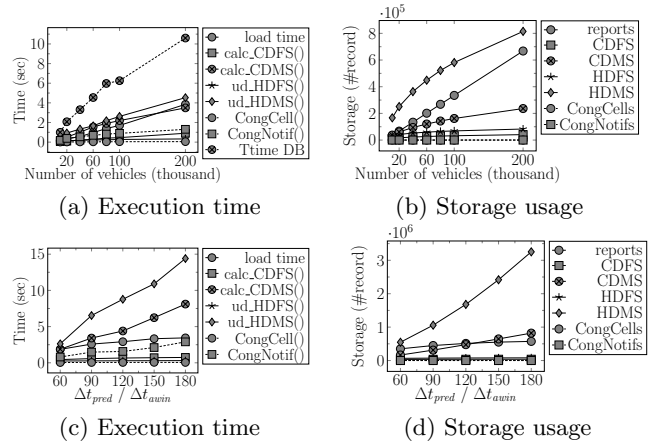 10
8
6
4
2
0
Time (sec)
20 60 100 200
Number of vehicles (thousand)
load time
calc_CDFS()
calc_CDMS()
ud_HDFS()
ud_HDMS()
CongCell()
CongNotif()
Ttime DB
(a) Execution time
·10^5
8
6
4
2
0
Storage (#record)
20 60 100 200
Number of vehicles (thousand)
reports
CDFS
CDMS
HDFS
HDMS
CongCells
CongNotifs
(b) Storage usage
15
10
5
0
Time (sec)
60 90 120 150 180
Δt_pred / Δt_awin
load time
calc_CDFS()
calc_CDMS()
ud_HDFS()
ud_HDMS()
CongCell()
CongNotif()
(c) Execution time
·10^6
3
2
1
0
Storage (#record)
60 90 120 150 180
Δt_pred / Δt_awin
reports
CDFS
CDMS
HDFS
HDMS
CongCells
CongNotifs
(d) Storage usage